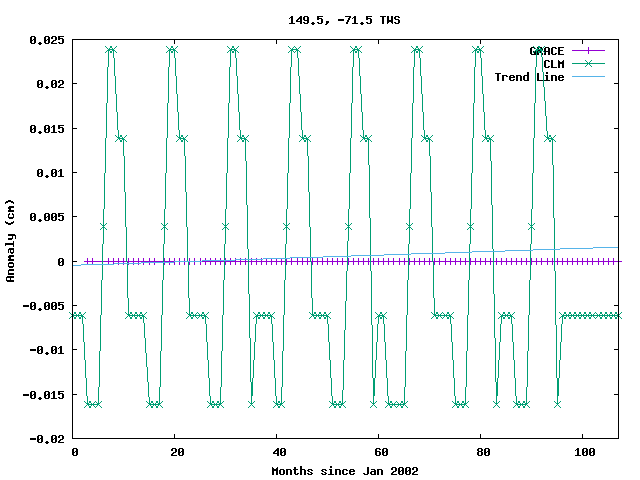 149.5, -71.5 TWS
0.025
0.02
0.015
0.01
0.005
0
-0.005
-0.01
-0.015
-0.02
Anomaly (cm)
GRACE
CLM
Trend Line
0 20 40 60 80 100
Months since Jan 2002